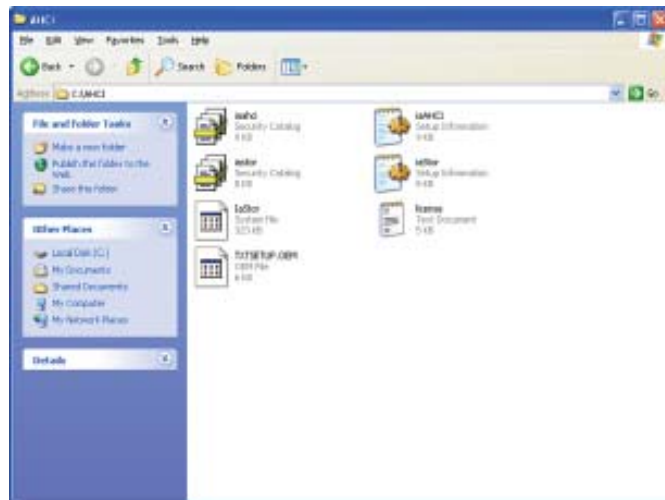 AHCI
File Edit View Favorites Tools Help
Back Search Folders
Address C:\AHCI Go
File and Folder Tasks
Make a new folder
Publish this folder to the
Web
Share this folder
Other Places
Local Disk (C:)
My Documents
Shared Documents
My Computer
My Network Places
Details
iaahci
Security Catalog
iaAHCI
Setup Information
iastor
Security Catalog
iaStor
Setup Information
IaStor
System File
license
Text Document
5 KB
TXTSETUP.OEM
OEM File